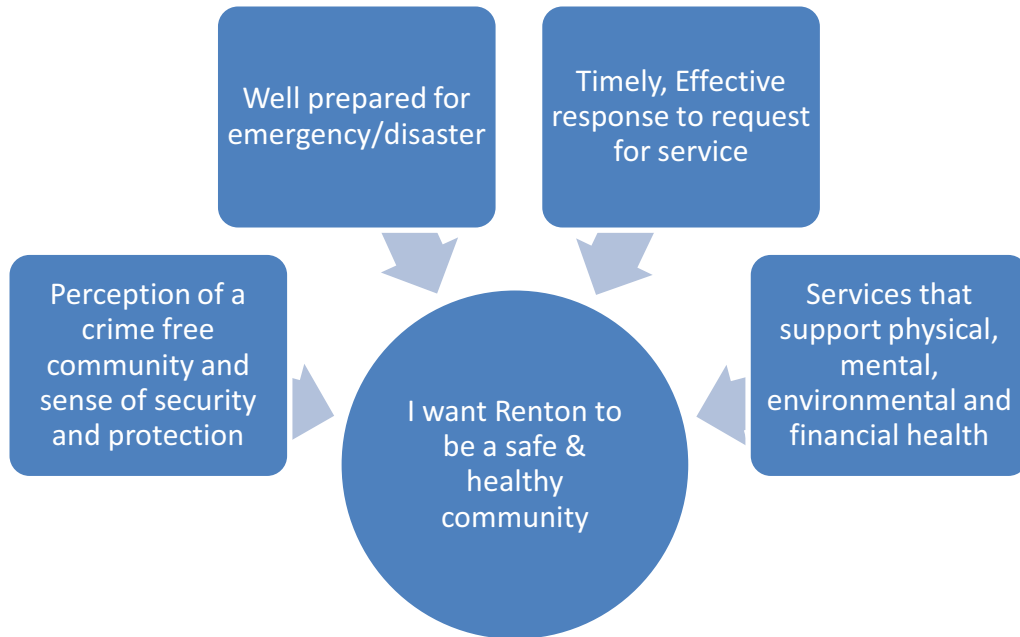 Well prepared for
emergency/disaster
Timely, Effective
response to request
for service
Perception of a
crime free
community and
sense of security
and protection
Services that
support physical,
mental,
environmental and
financial health
I want Renton to
be a safe &
healthy
community